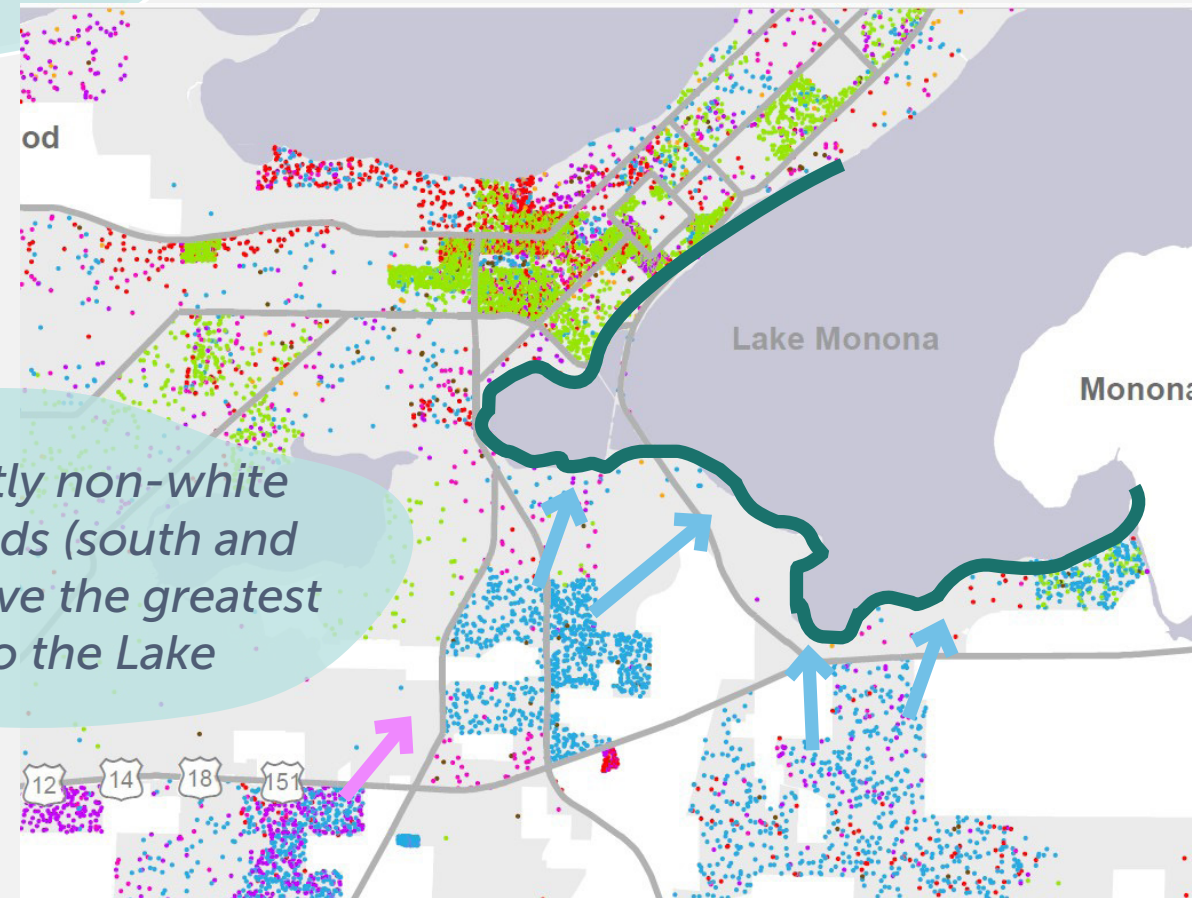 od
Lake Monona
Monona
tly non-white
ds (south and
ve the greatest
o the Lake
12 14 18 151